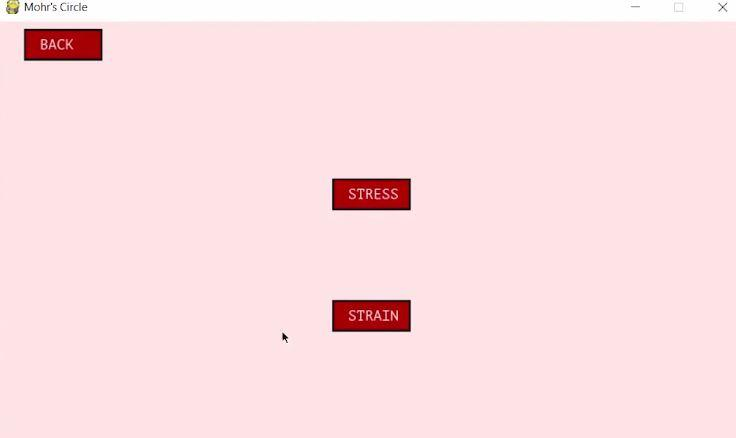 Mohr's Circle
BACK
STRESS
STRAIN